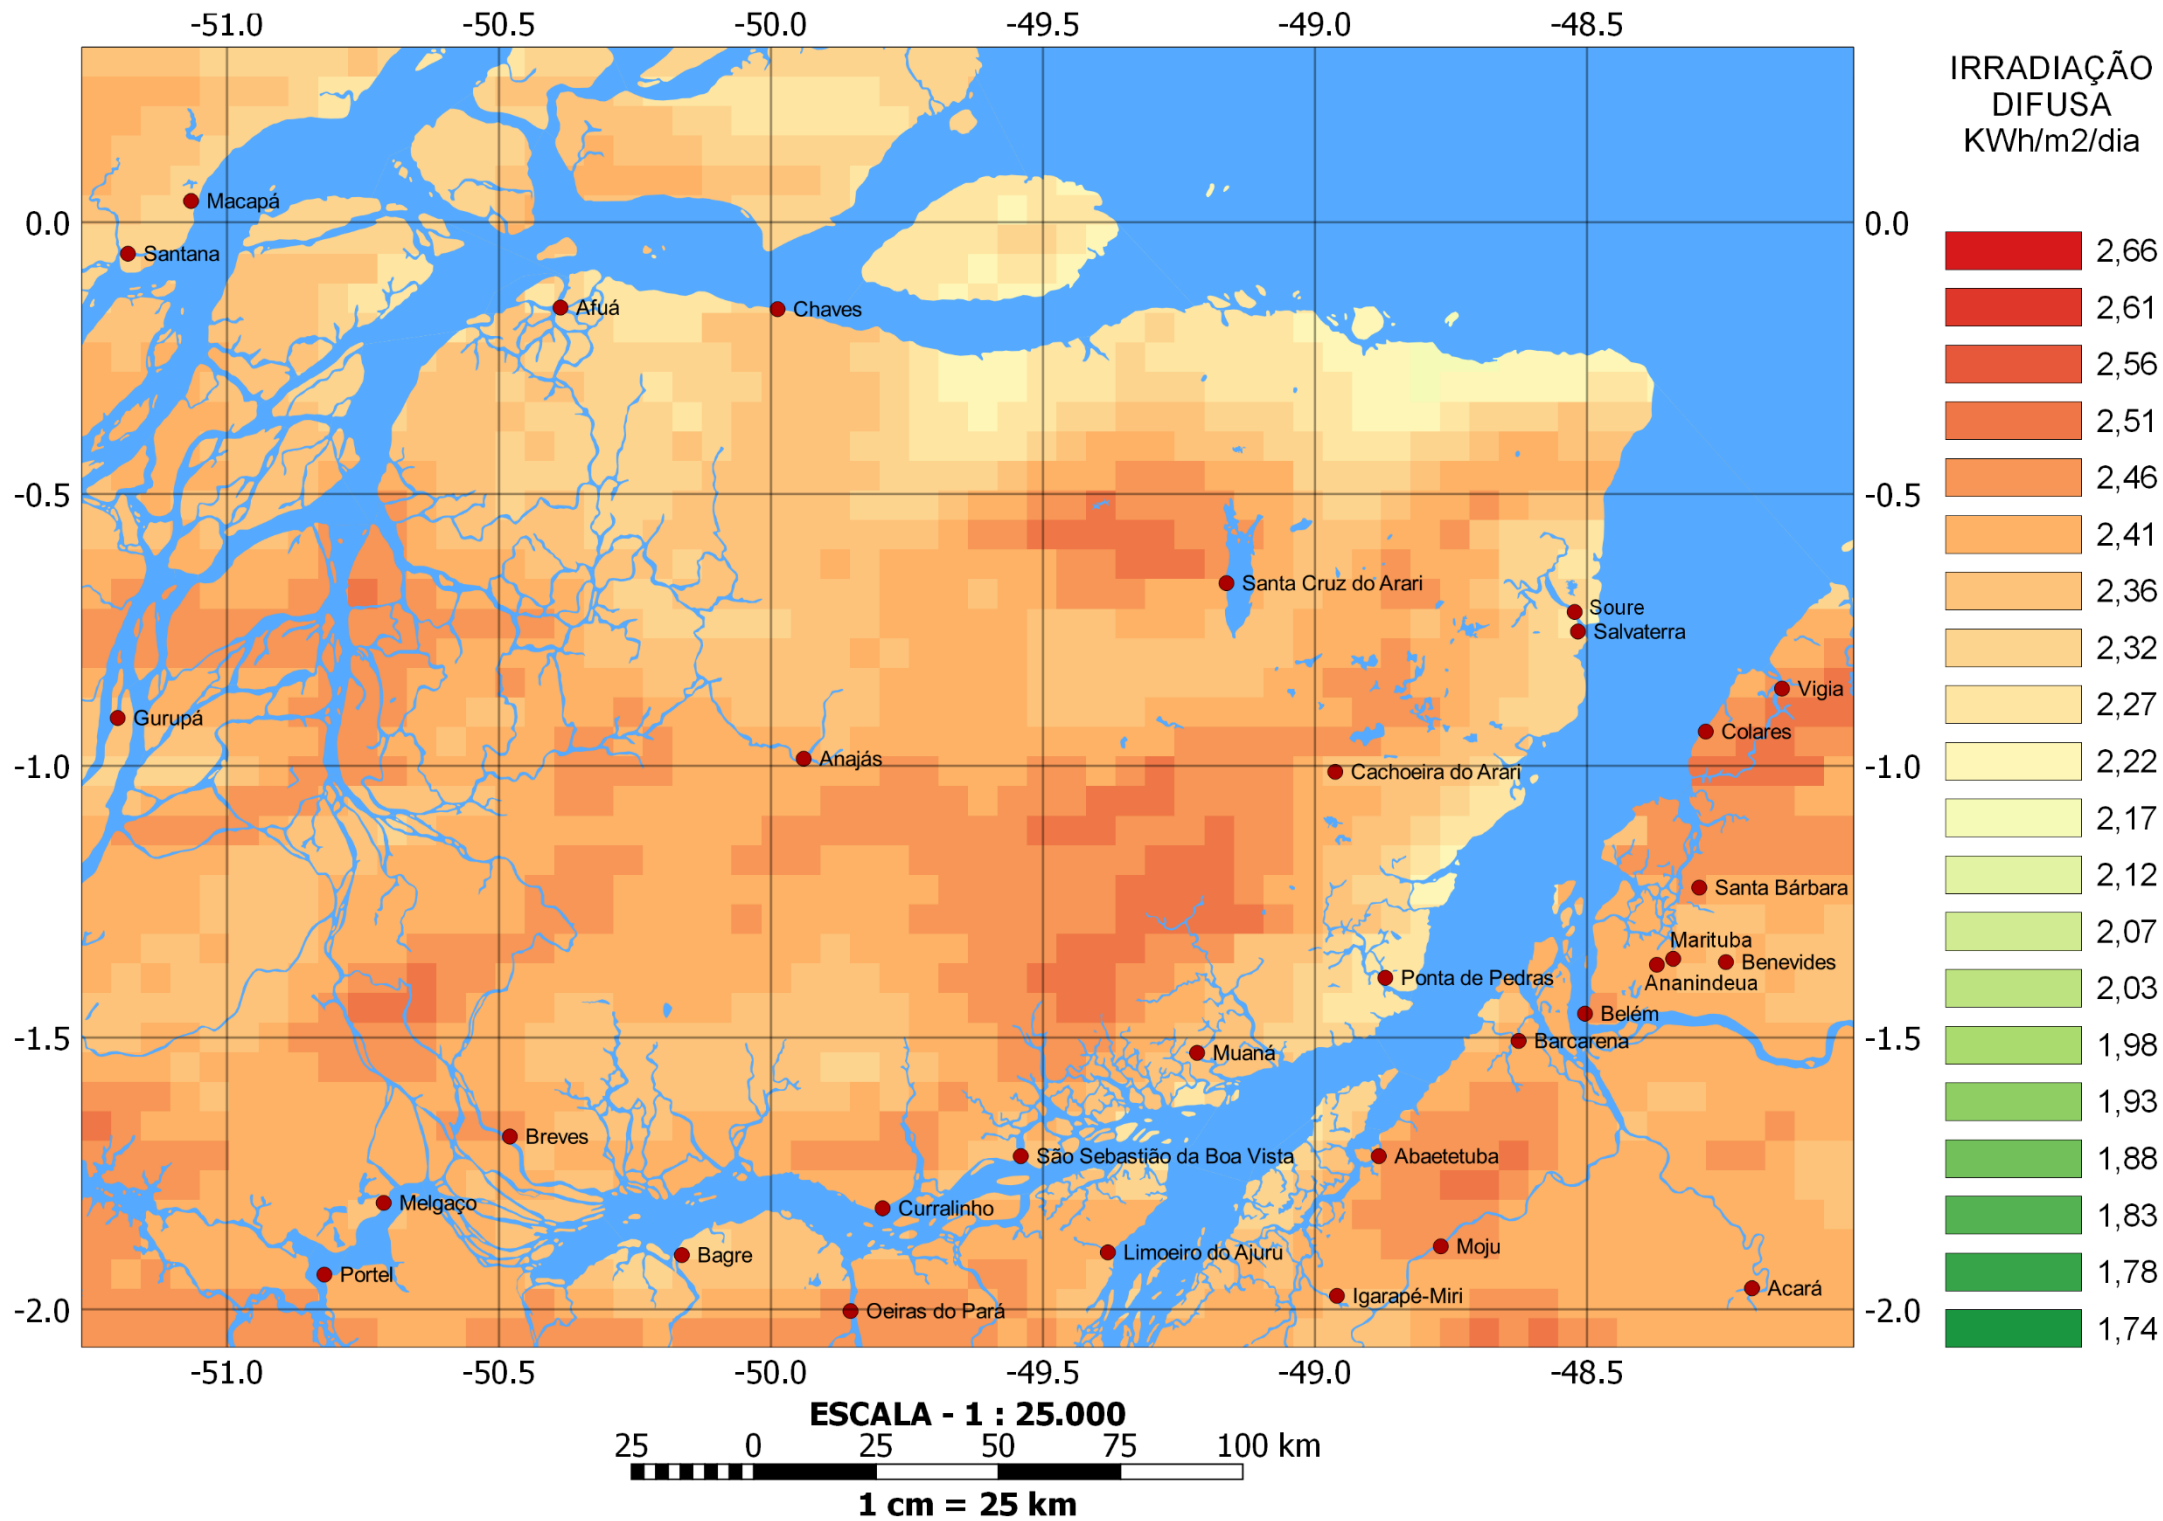 -51.0 -50.5 -50.0 -49.5 -49.0 -48.5
IRRADIAÇÃO
DIFUSA
KWh/m2/dia
Macapá
0.0 0.0
Santana
2,66
Afuá
Chaves
2,61
2,56
2,51
2,46
-0.5 -0.5
2,41
Santa Cruz do Arari
2,36
Soure
Salvaterra
2,32
Vigia
2,27
Gurupá
Colares
Anajás
-1.0 -1.0
2,22
Cachoeira do Arari
2,17
2,12
Santa Bárbara
2,07
Marituba
Benevides
Ponta de Pedras
Ananindeua
2,03
Belém
-1.5 -1.5
Barcarena
1,98
Muaná
1,93
Breves
São Sebastião da Boa Vista
Abaetetuba
1,88
Melgaço
Curralinho
1,83
Moju
Limoeiro do Ajuru
Bagre
Portel
1,78
Acará
Igarapé-Miri
-2.0 -2.0
Oeiras do Pará
1,74
-51.0 -50.5 -50.0 -49.5 -49.0 -48.5
ESCALA - 1 : 25.000
25 0 25 50 75 100 km
1 cm = 25 km